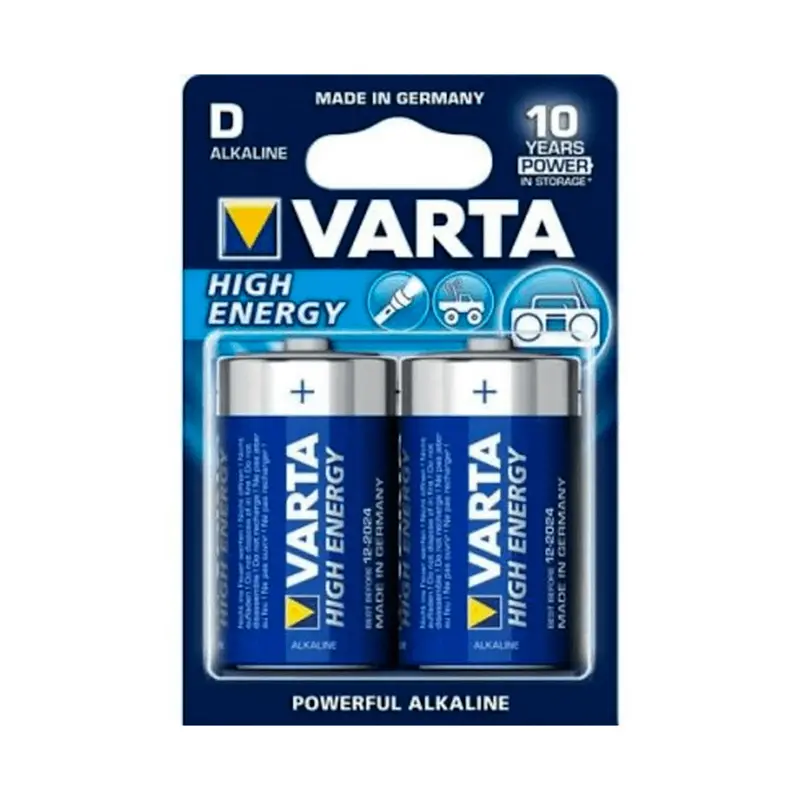 MADE IN GERMANY
D
ALKALINE
10
YEARS
POWER
IN STORAGE*
VARTA
HIGH
ENERGY
+
+
VARTA
HIGH ENERGY
BEST BEFORE 12-2024
MADE IN GERMANY
ALKALINE
VARTA
HIGH ENERGY
BEST BEFORE 12-2024
MADE IN GERMANY
ALKALINE
POWERFUL ALKALINE